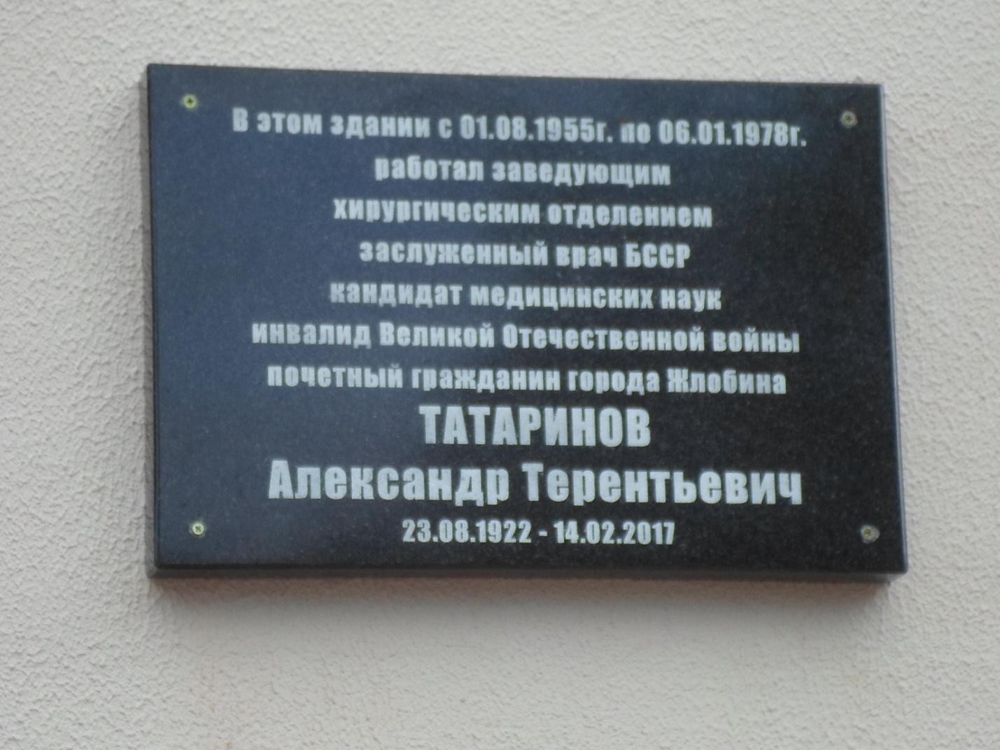 В этом здании с 01.08.1955г. по 06.01.1978г.
работал заведующим
хирургическим отделением
заслуженный врач БССР
кандидат медицинских наук
инвалид Великой Отечественной войны
почетный гражданин города Жлобина
ТАТАРИНОВ
Александр Терентьевич
23.08.1922 - 14.02.2017